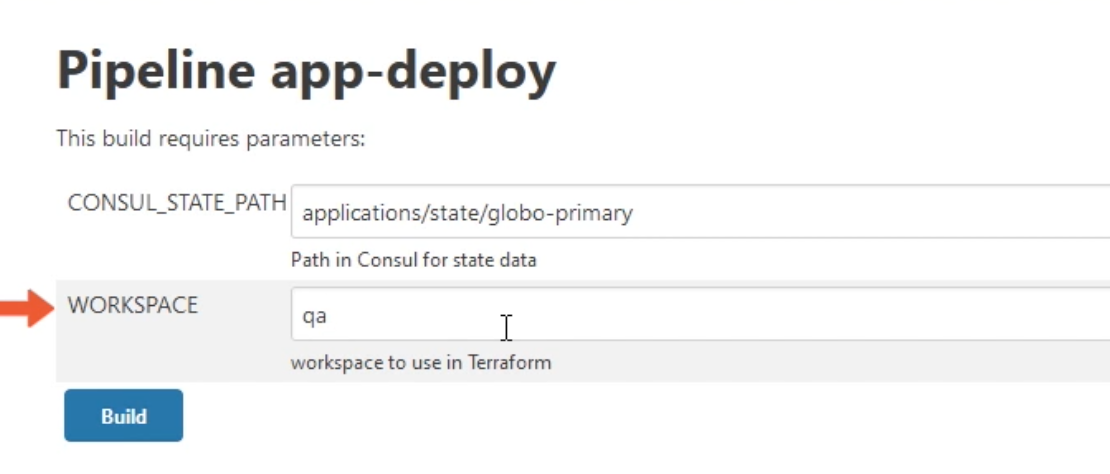 Pipeline app-deploy
This build requires parameters:
CONSUL_STATE_PATH
applications/state/globo-primary
Path in Consul for state data
WORKSPACE
qa
workspace to use in Terraform
Build